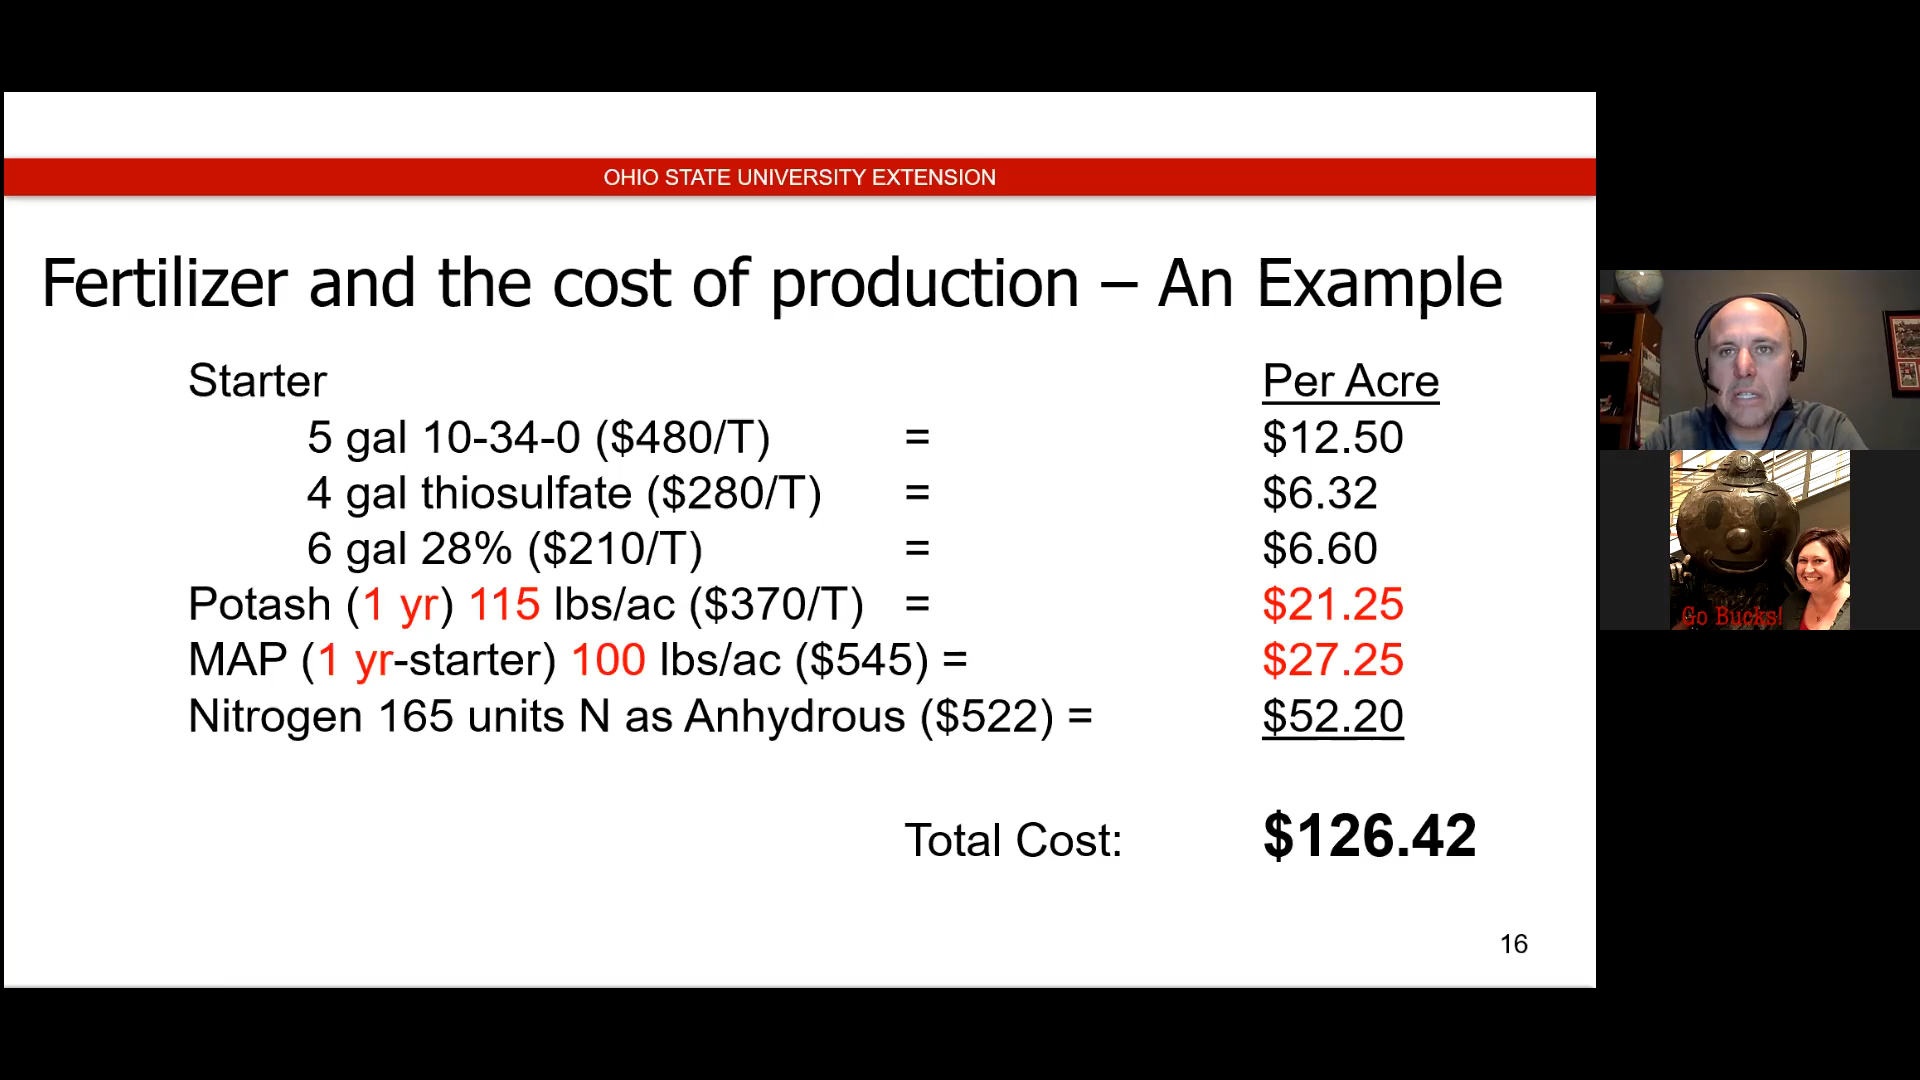 OHIO STATE UNIVERSITY EXTENSION
Fertilizer and the cost of production – An Example
Starter Per Acre
5 gal 10-34-0 ($480/T) = $12.50
4 gal thiosulfate ($280/T) = $6.32
6 gal 28% ($210/T) = $6.60
Potash (1 yr) 115 lbs/ac ($370/T) = $21.25
MAP (1 yr-starter) 100 lbs/ac ($545) = $27.25
Nitrogen 165 units N as Anhydrous ($522) = $52.20
Total Cost: $126.42
16
Go Bucks!